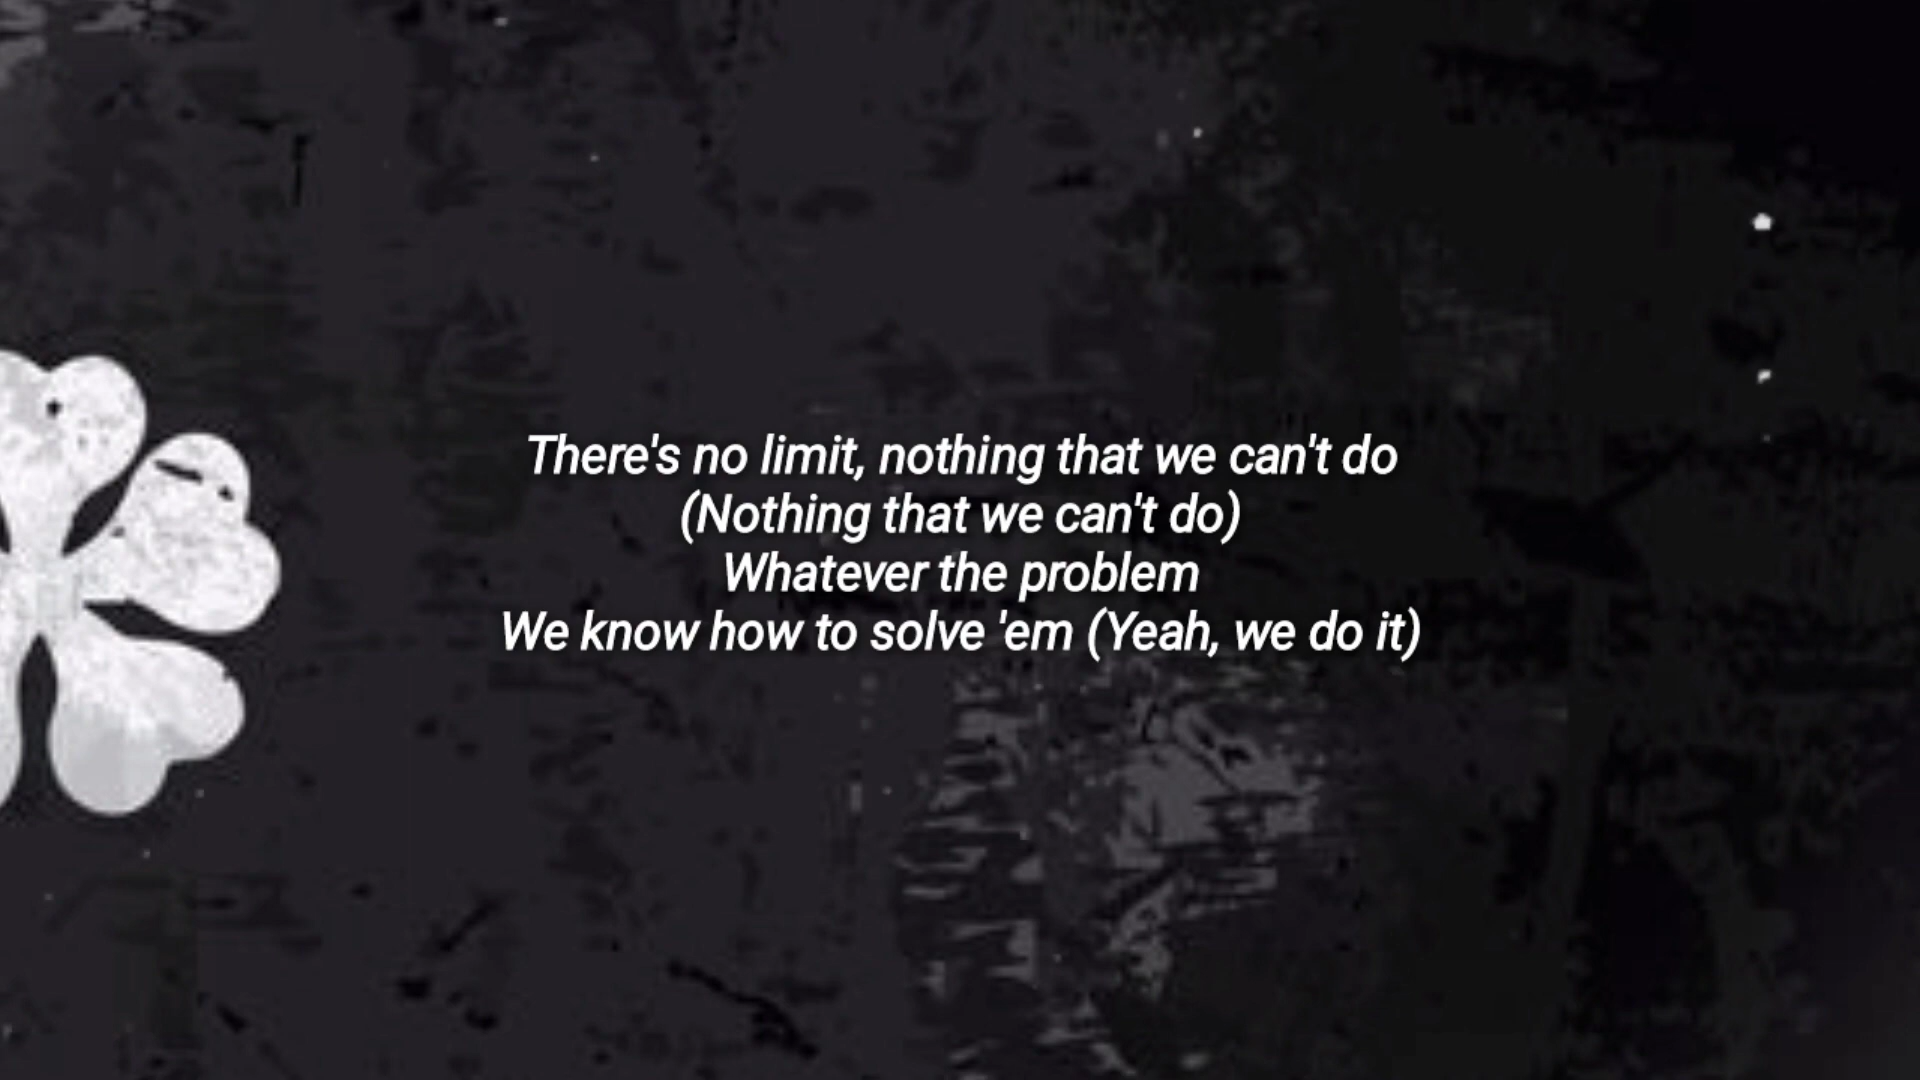 There's no limit, nothing that we can't do
(Nothing that we can't do)
Whatever the problem
We know how to solve 'em (Yeah, we do it)